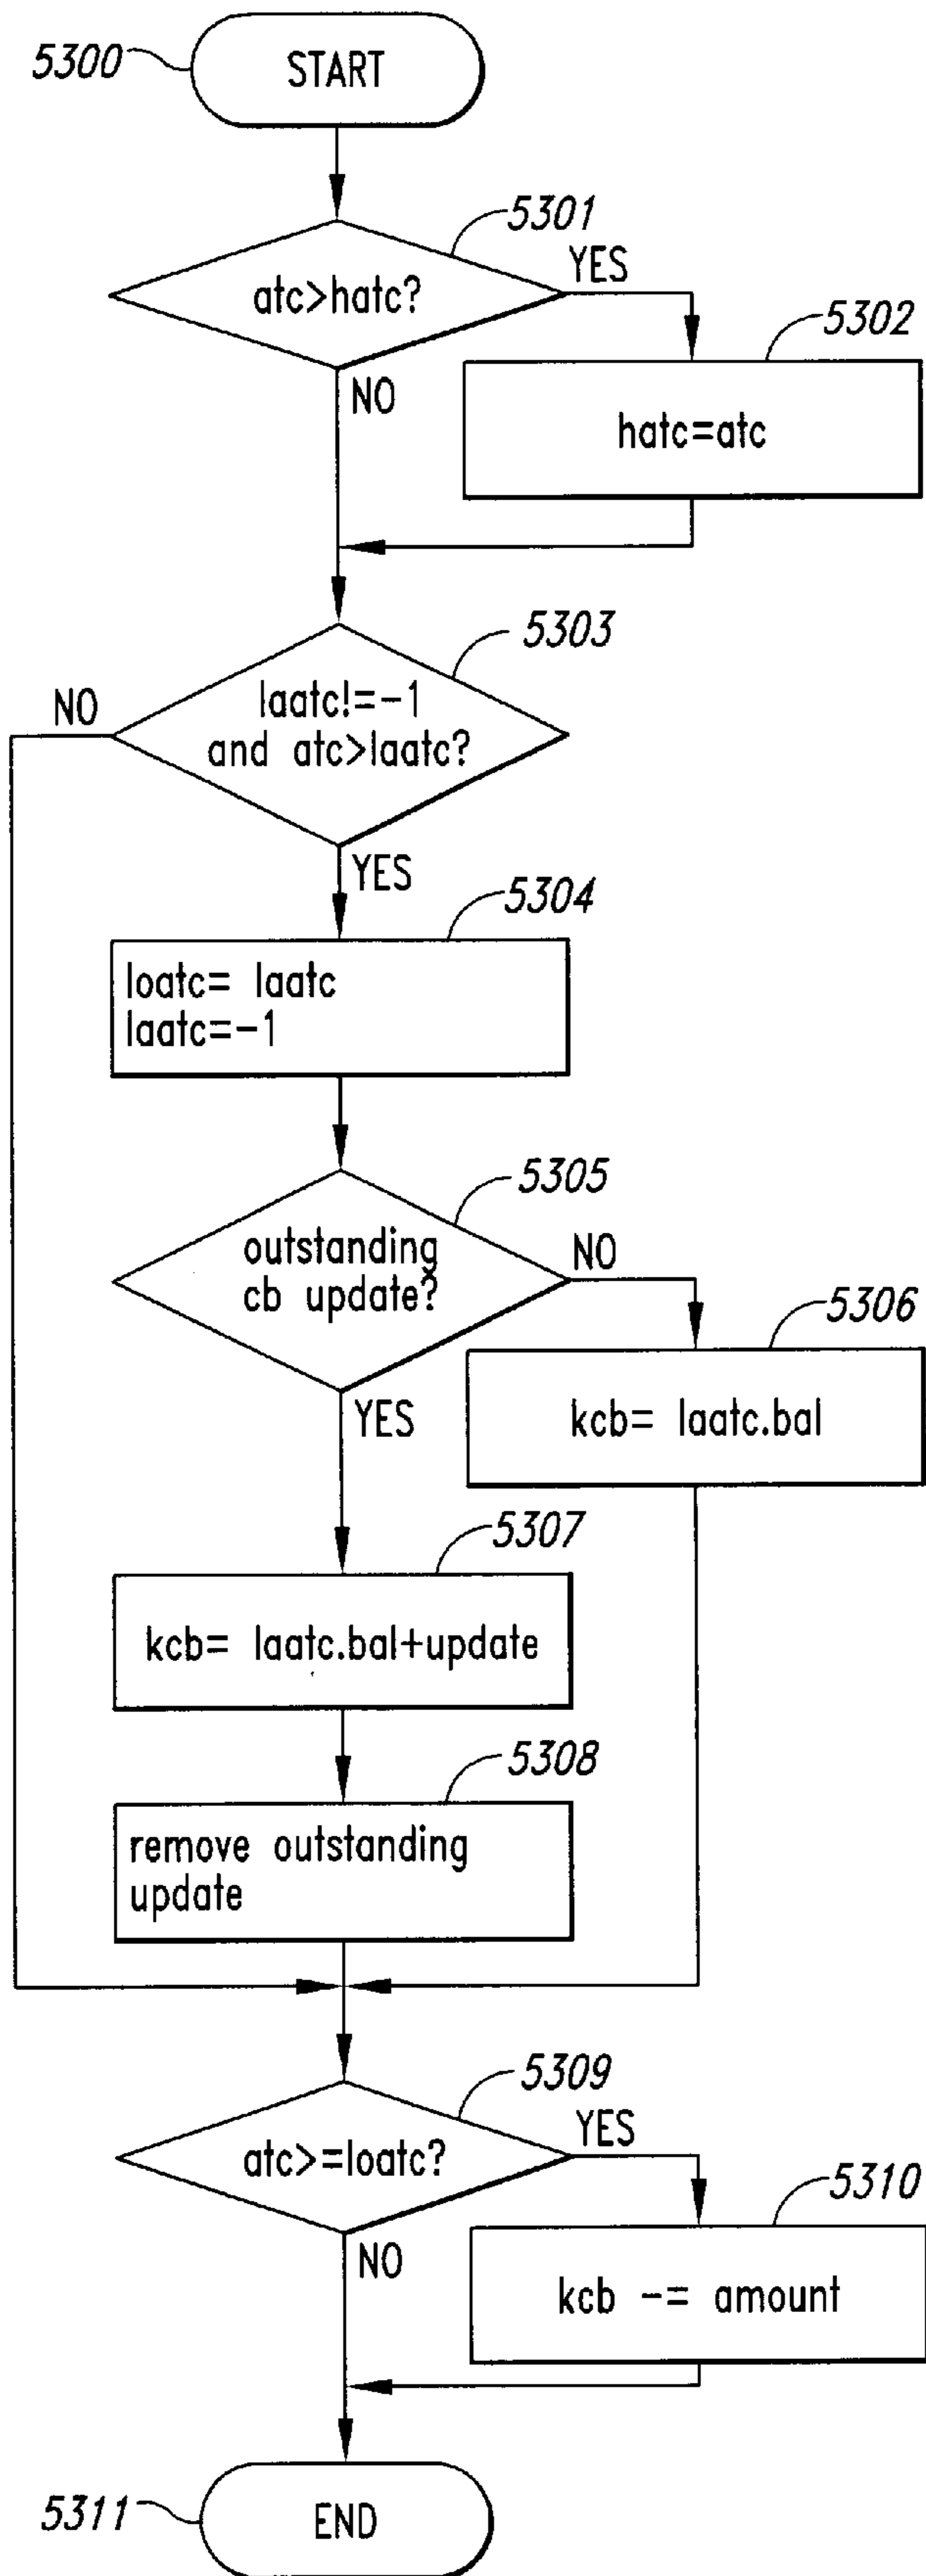 5300
START
5301
atc>hatc?
YES
5302
NO
hatc=atc
5303
NO
laatc!=-1
and atc>laatc?
YES
5304
loatc= laatc
laatc=-1
5305
outstanding
cb update?
NO
5306
YES
kcb= laatc.bal
5307
kcb= laatc.bal+update
5308
remove outstanding
update
5309
atc>=loatc?
YES
5310
NO
kcb -= amount
5311
END